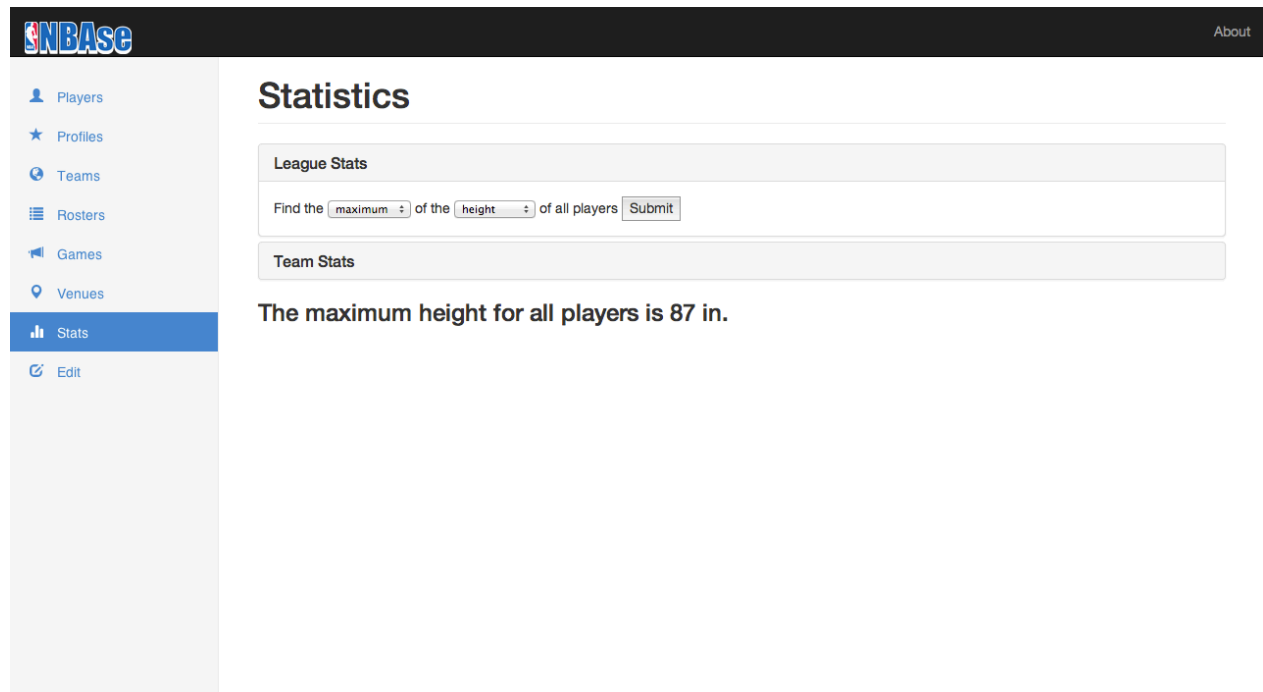 NBAse
About
Players
Profiles
Teams
Rosters
Games
Venues
Stats
Edit
Statistics
League Stats
Find the maximum of the height of all players Submit
Team Stats
The maximum height for all players is 87 in.